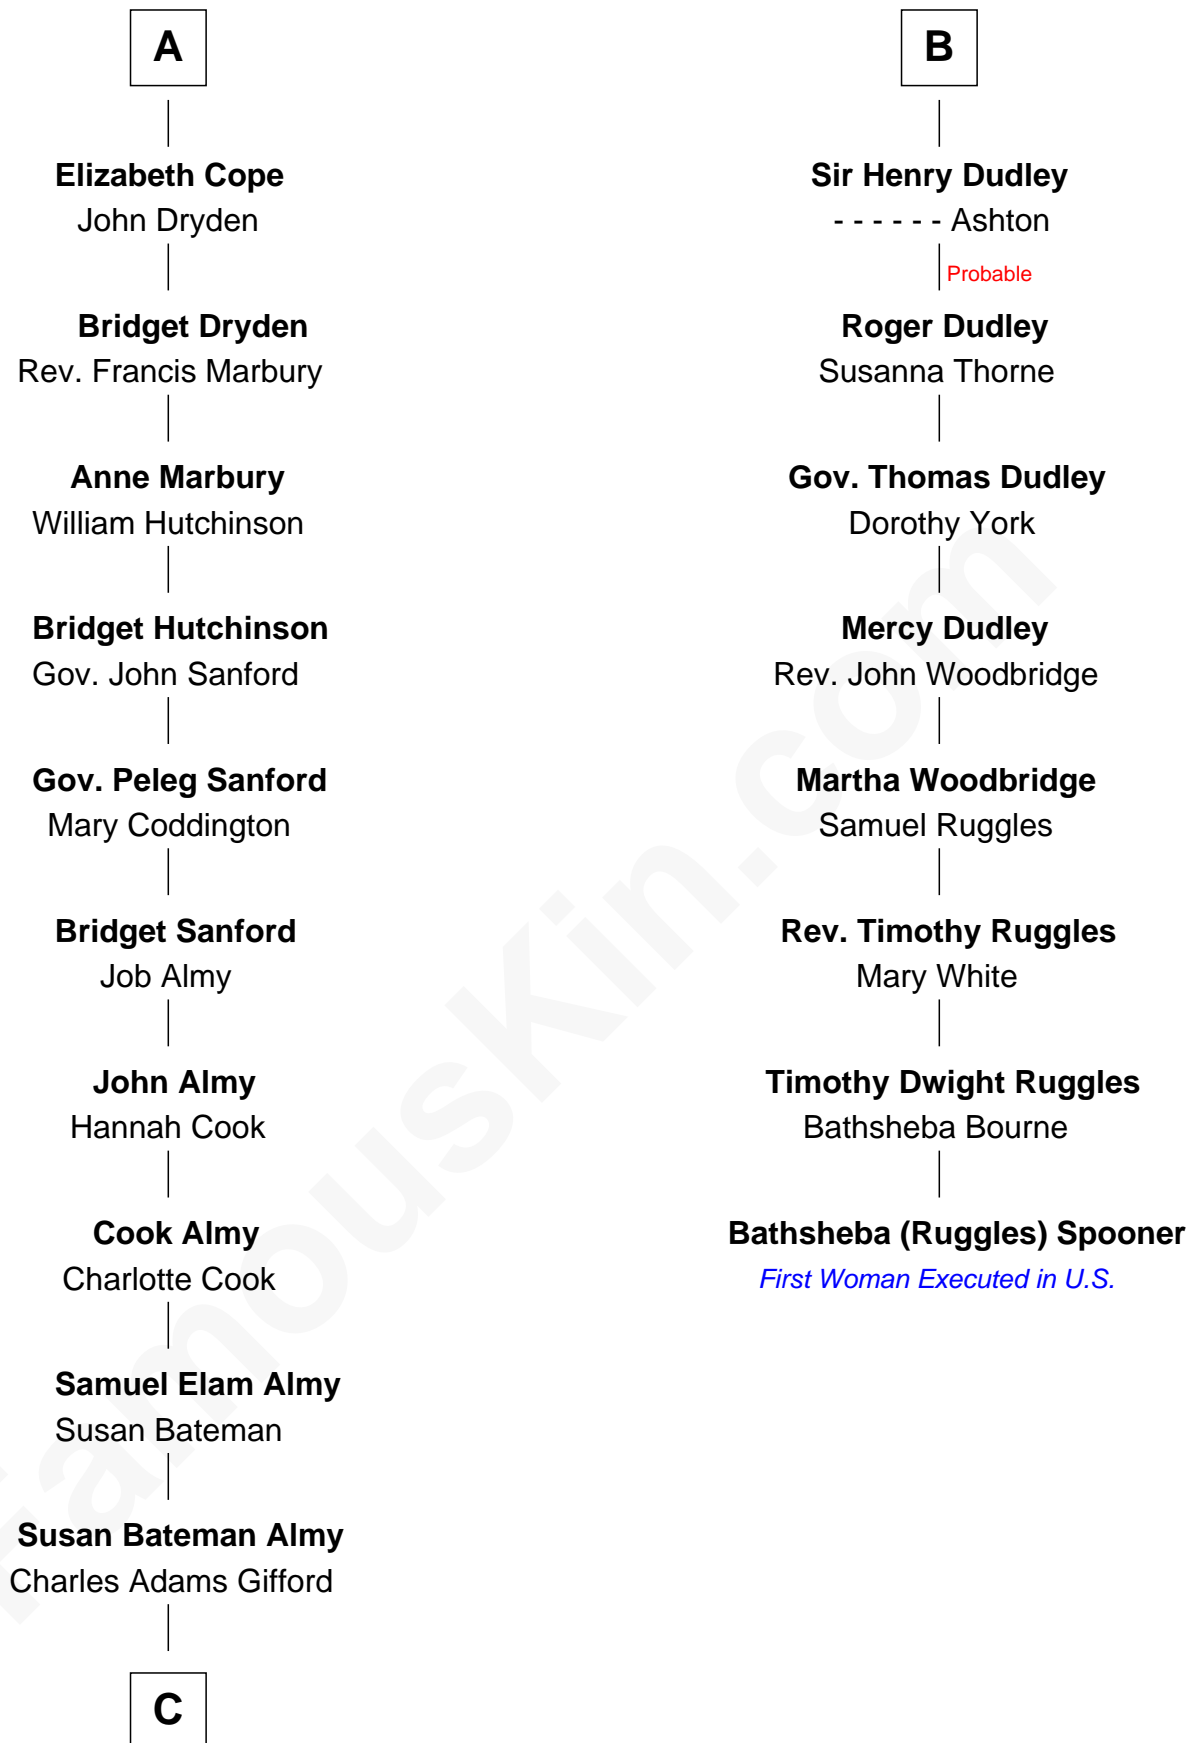 A
Elizabeth Cope
John Dryden
Bridget Dryden
Rev. Francis Marbury
Anne Marbury
William Hutchinson
Bridget Hutchinson
Gov. John Sanford
Gov. Peleg Sanford
Mary Coddington
Bridget Sanford
Job Almy
John Almy
Hannah Cook
Cook Almy
Charlotte Cook
Samuel Elam Almy
Susan Bateman
Susan Bateman Almy
Charles Adams Gifford
C
B
Sir Henry Dudley
- - - - - - Ashton
Probable
Roger Dudley
Susanna Thorne
Gov. Thomas Dudley
Dorothy York
Mercy Dudley
Rev. John Woodbridge
Martha Woodbridge
Samuel Ruggles
Rev. Timothy Ruggles
Mary White
Timothy Dwight Ruggles
Bathsheba Bourne
Bathsheba (Ruggles) Spooner
First Woman Executed in U.S.
FamousKin.com